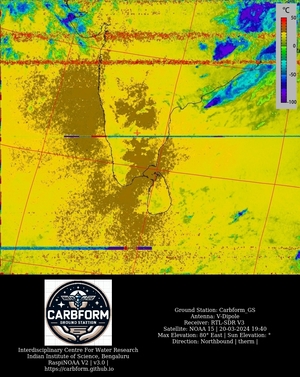 °C
50
0
-50
-100
CARBFORM
GROUND STATION
Interdisciplinary Centre For Water Research
Indian Institute of Science, Bengaluru
RaspiNOAA V2 | v3.0 |
https://carbform.github.io
Ground Station: Carbform_GS
Antenna: V-Dipole
Receiver: RTL-SDR V3
Satellite: NOAA 15 | 20-03-2024 19:40
Max Elevation: 80° East | Sun Elevation: °
Direction: Northbound | therm |